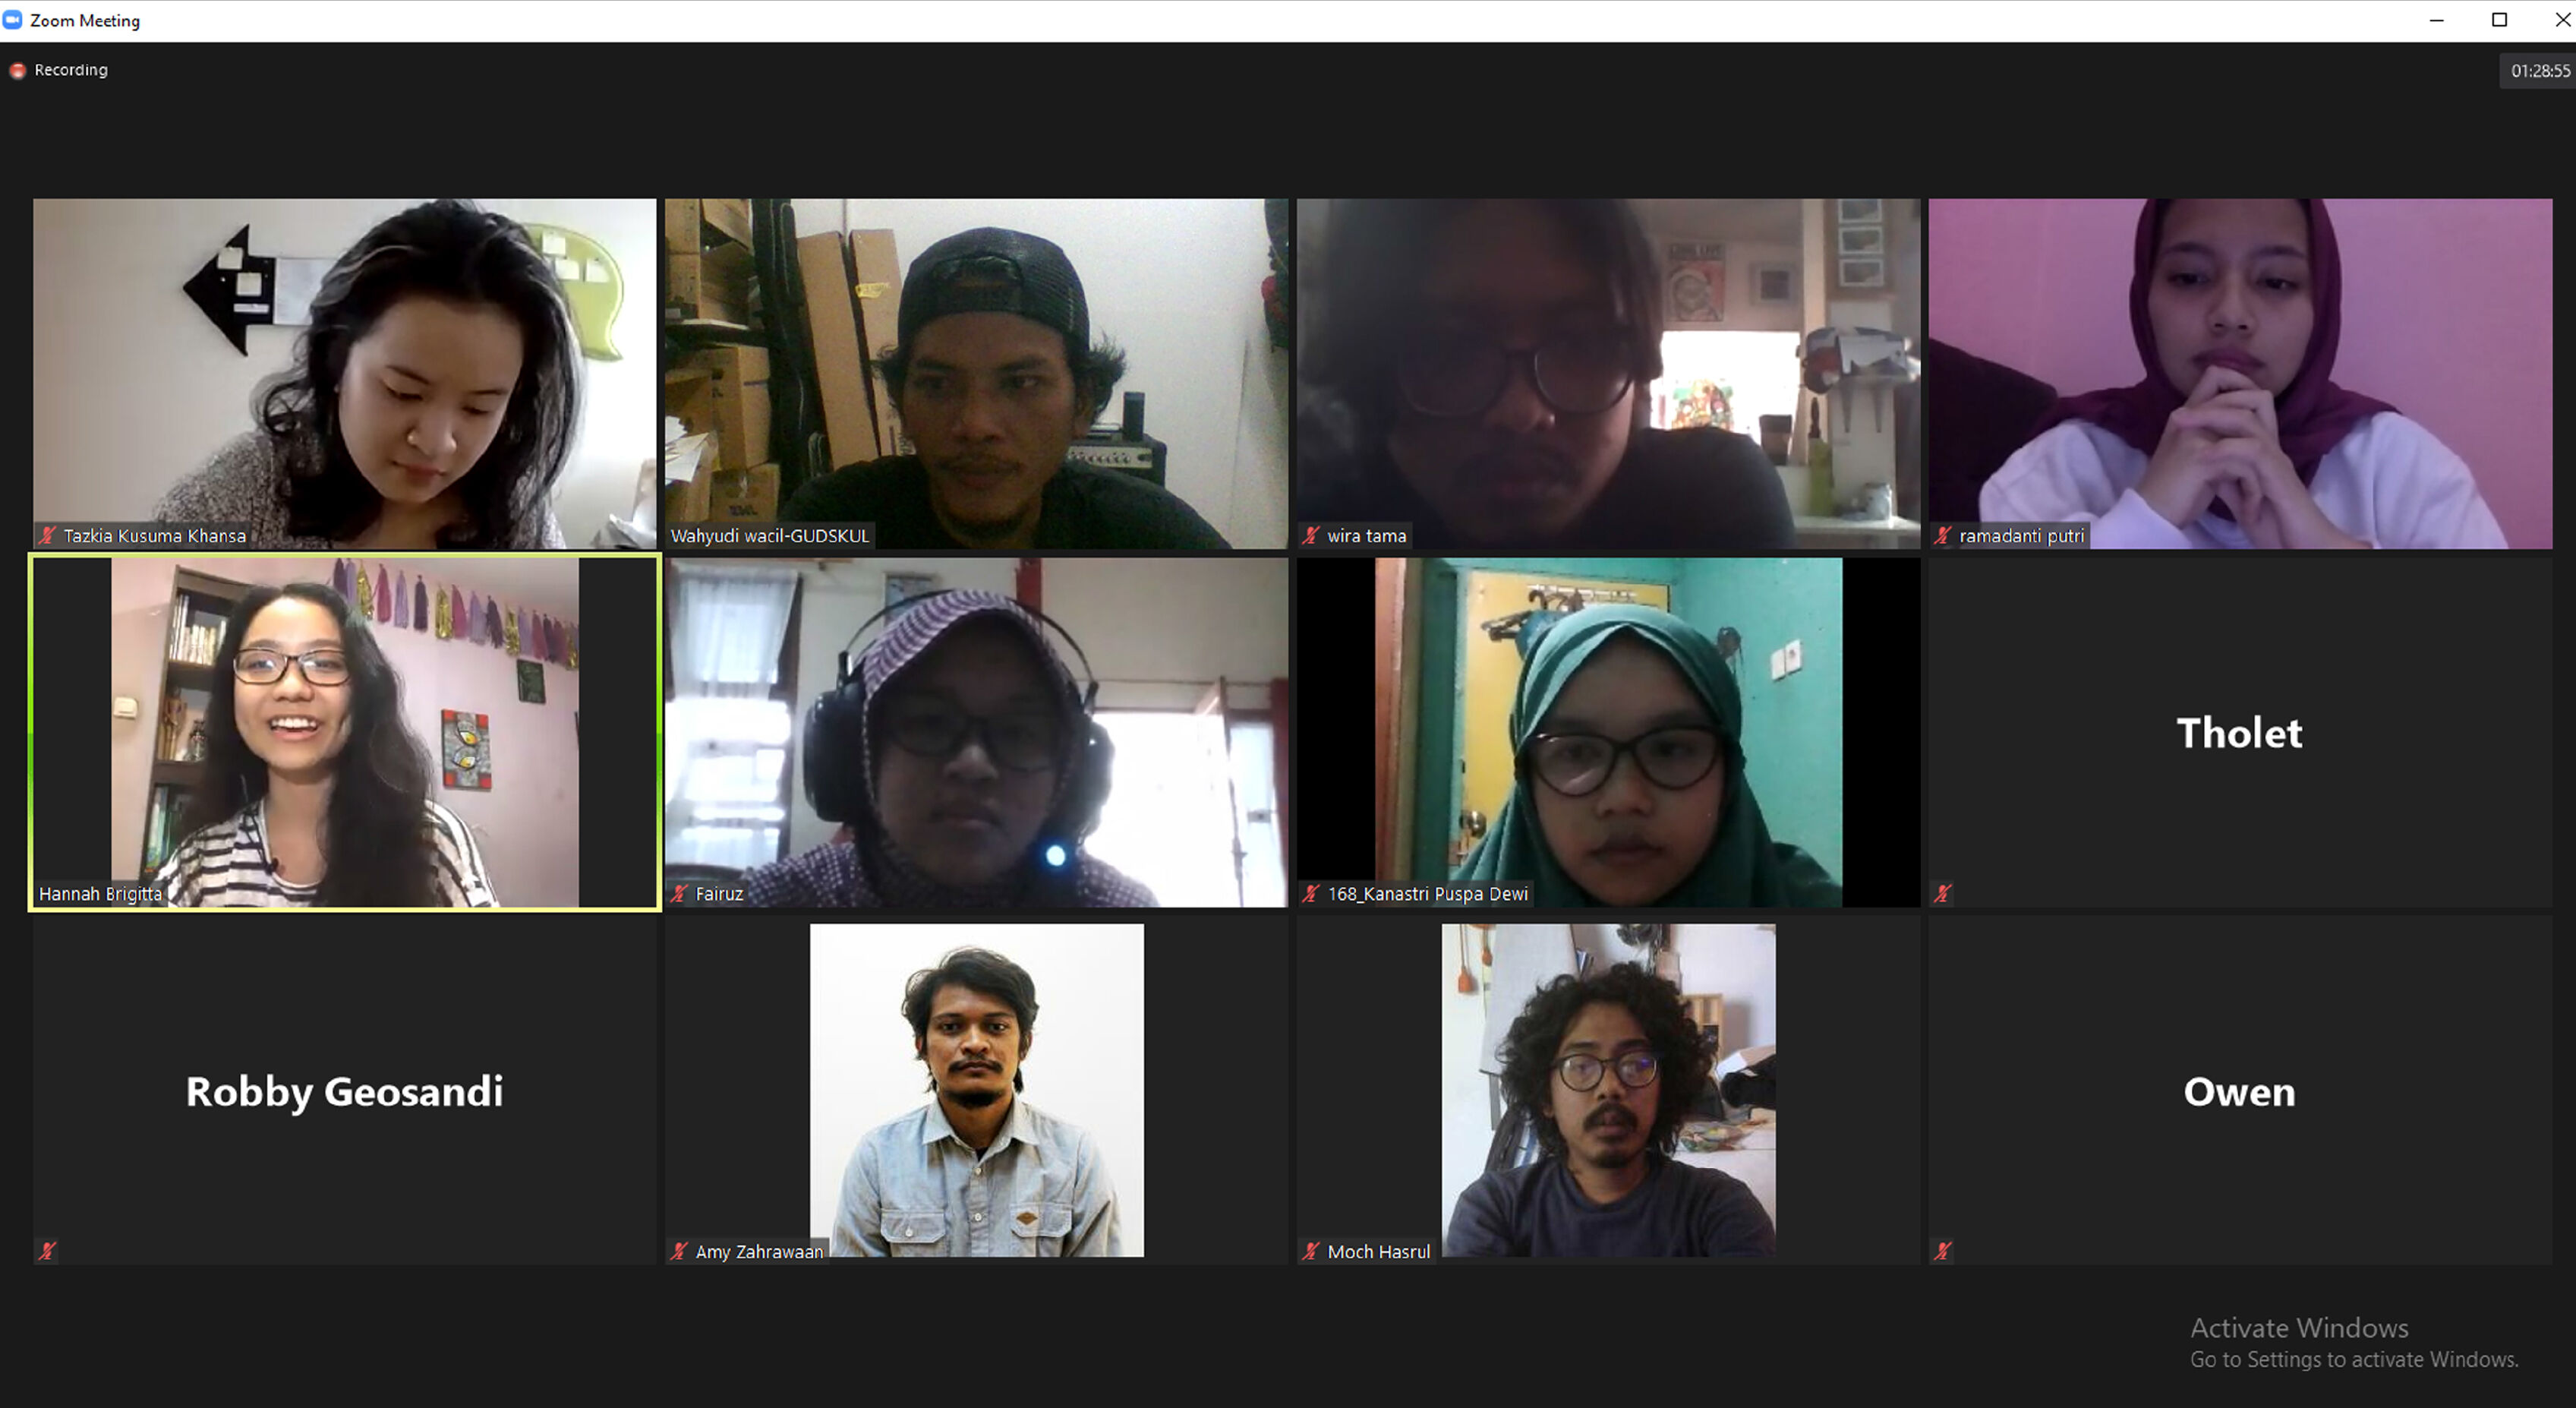 Zoom Meeting
Recording
01:28:55
Tazkia Kusuma Khansa
Wahyudi wacil-GUDSKUL
wira tama
ramadanti putri
Hannah Brigitta
Fairuz
168_Kanastri Puspa Dewi
Tholet
Robby Geosandi
Amy Zahrawaan
Moch Hasrul
Owen
Activate Windows
Go to Settings to activate Windows.